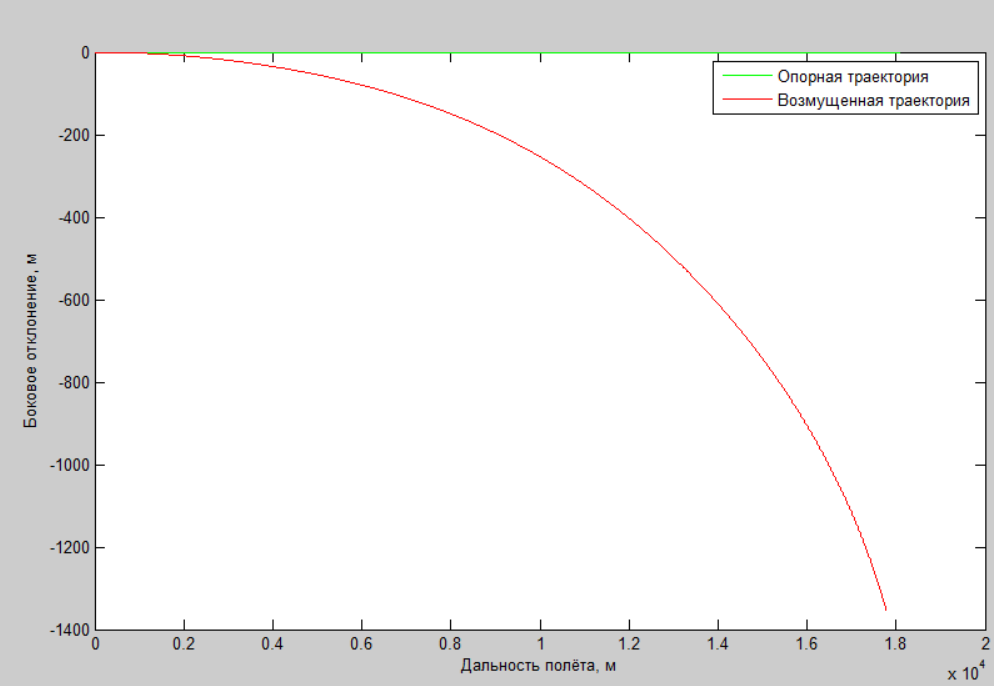 Опорная траектория
Возмущенная траектория
0
-200
-400
-600
-800
-1000
-1200
-1400
Боковое отклонение, м
0 0.2 0.4 0.6 0.8 1 1.2 1.4 1.6 1.8 2
Дальность полёта, м
x 10⁴